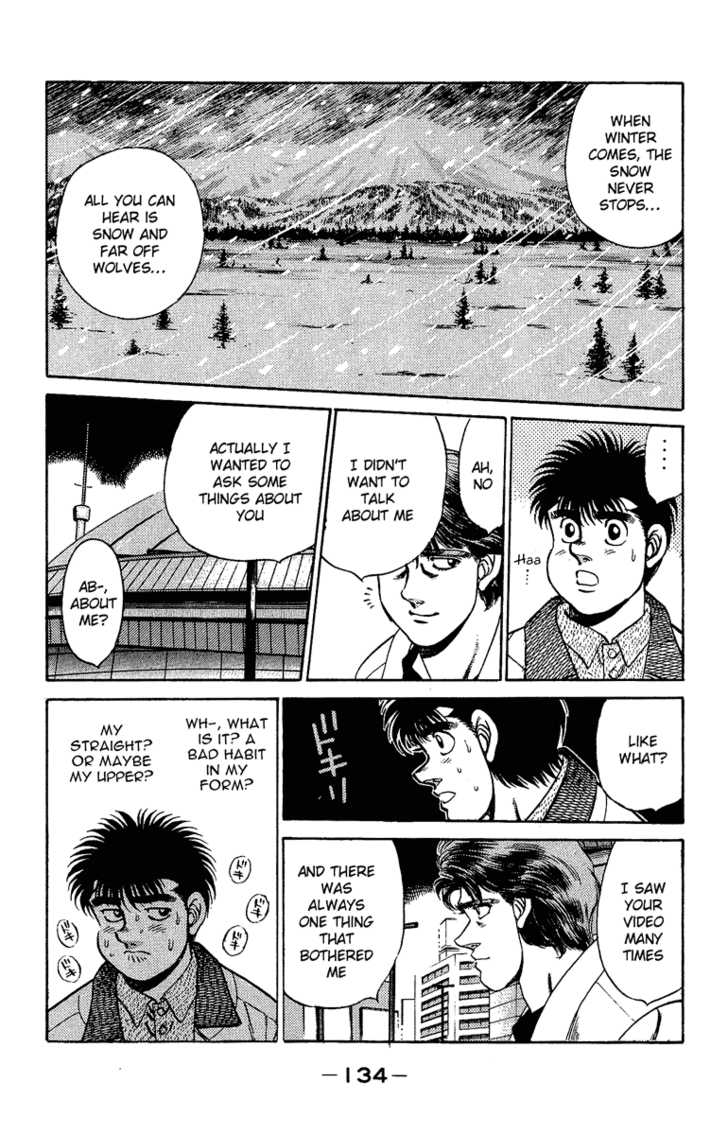 WHEN
WINTER
COMES, THE
SNOW
NEVER
STOPS...
ALL YOU CAN
HEAR IS
SNOW AND
FAR OFF
WOLVES...
....
Haa
....
AH,
NO
I DIDN'T
WANT TO
TALK
ABOUT ME
ACTUALLY I
WANTED TO
ASK SOME
THINGS ABOUT
YOU
AB-,
ABOUT
ME?
LIKE
WHAT?
ドキッ
WH-, WHAT
IS IT? A
BAD HABIT
IN MY
FORM?
MY
STRAIGHT?
OR MAYBE
MY UPPER?
ドキ
ドキ
ドキ
ドキ
ドキ
I SAW
YOUR
VIDEO
MANY
TIMES
AND THERE
WAS
ALWAYS
ONE THING
THAT
BOTHERED
ME
-134-